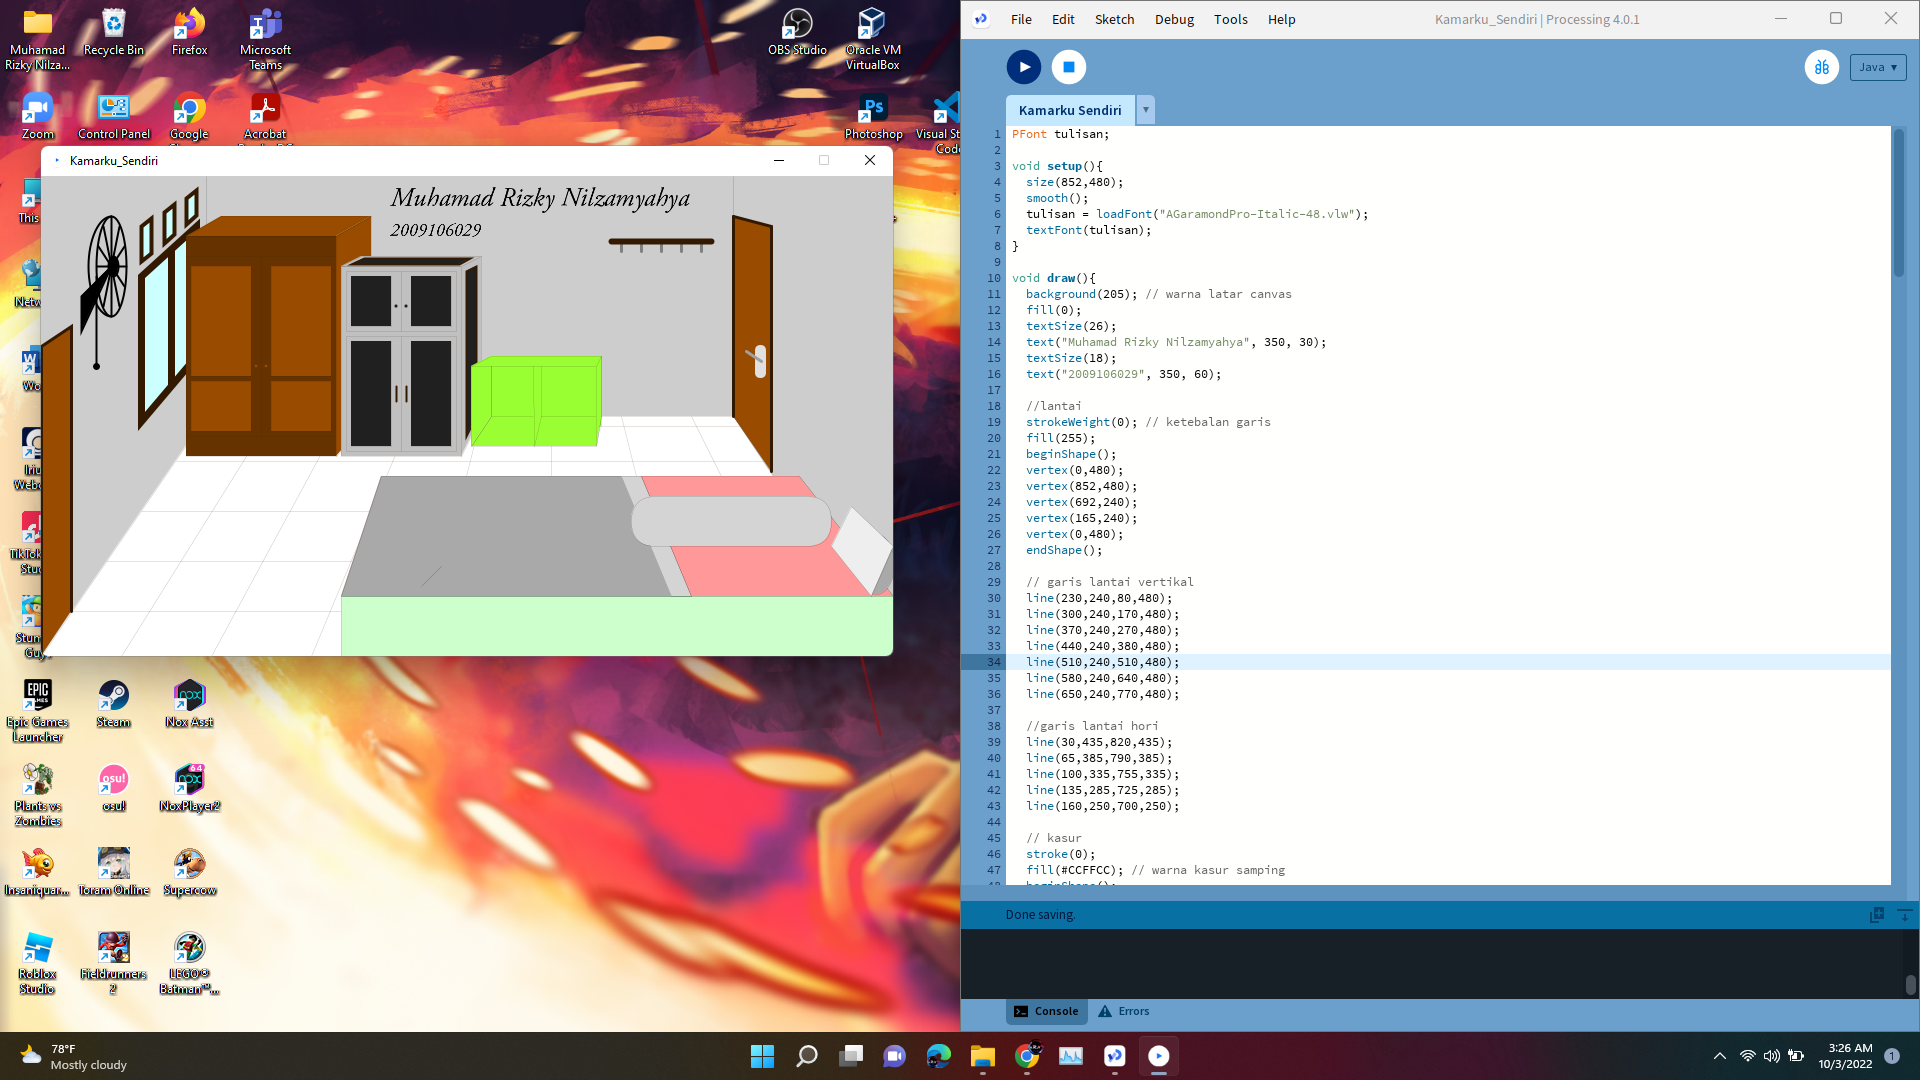 Muhamad
Rizky Nilza...
Recycle Bin
Firefox
Microsoft
Teams
OBS Studio
Oracle VM
VirtualBox
Zoom
Control Panel
Google
Acrobat
Photoshop
Visual St
Code
This
Netw
Wo
Iriu
Webc
TikTok
Stu
Stum
Guy
Epic Games
Launcher
Steam
Nox Asst
Plants vs
Zombies
osu!
NoxPlayer2
Insaniquar...
Toram Online
Supercow
Roblox
Studio
Fieldrunners
2
LEGO®
Batman™...
Kamarku_Sendiri
Muhamad Rizky Nilzamyahya
2009106029
File Edit Sketch Debug Tools Help
Kamarku_Sendiri | Processing 4.0.1
Java ▾
Kamarku Sendiri ▾
1 PFont tulisan;
2
3 void setup(){
4 size(852,480);
5 smooth();
6 tulisan = loadFont("AGaramondPro-Italic-48.vlw");
7 textFont(tulisan);
8 }
9
10 void draw(){
11 background(205); // warna latar canvas
12 fill(0);
13 textSize(26);
14 text("Muhamad Rizky Nilzamyahya", 350, 30);
15 textSize(18);
16 text("2009106029", 350, 60);
17
18 //lantai
19 strokeWeight(0); // ketebalan garis
20 fill(255);
21 beginShape();
22 vertex(0,480);
23 vertex(852,480);
24 vertex(692,240);
25 vertex(165,240);
26 vertex(0,480);
27 endShape();
28
29 // garis lantai vertikal
30 line(230,240,80,480);
31 line(300,240,170,480);
32 line(370,240,270,480);
33 line(440,240,380,480);
34 line(510,240,510,480);
35 line(580,240,640,480);
36 line(650,240,770,480);
37
38 //garis lantai hori
39 line(30,435,820,435);
40 line(65,385,790,385);
41 line(100,335,755,335);
42 line(135,285,725,285);
43 line(160,250,700,250);
44
45 // kasur
46 stroke(0);
47 fill(#CCFFCC); // warna kasur samping
48 beginShape();
Done saving.
Console
Errors
78°F
Mostly cloudy
3:26 AM
10/3/2022
1